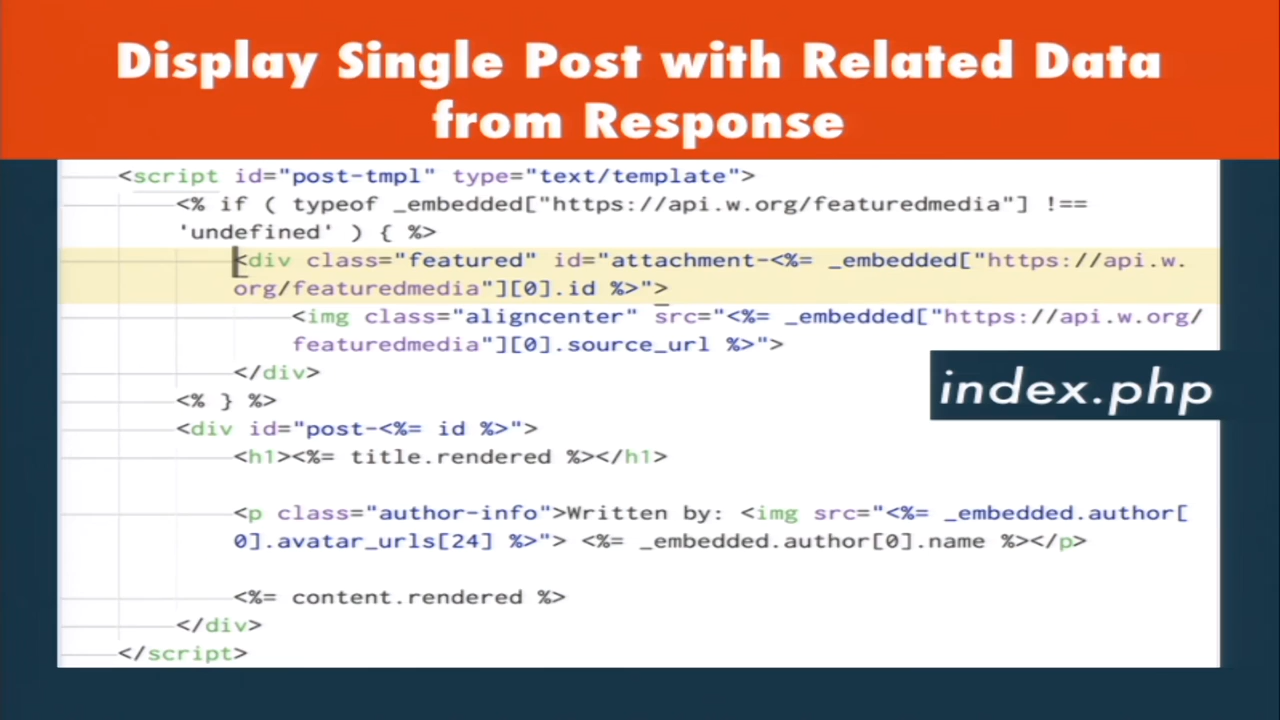 Display Single Post with Related Data
from Response
<script id="post-tmpl" type="text/template">
<% if ( typeof _embedded["https://api.w.org/featuredmedia"] !==
'undefined' ) { %>
<div class="featured" id="attachment-<%= _embedded["https://api.w.
org/featuredmedia"][0].id %>">
<img class="aligncenter" src="<%= _embedded["https://api.w.org/
featuredmedia"][0].source_url %>">
</div>
index.php
<% } %>
<div id="post-<%= id %>">
<h1><%= title.rendered %></h1>
<p class="author-info">Written by: <img src="<%= _embedded.author[
0].avatar_urls[24] %>"> <%= _embedded.author[0].name %></p>
<%= content.rendered %>
</div>
</script>